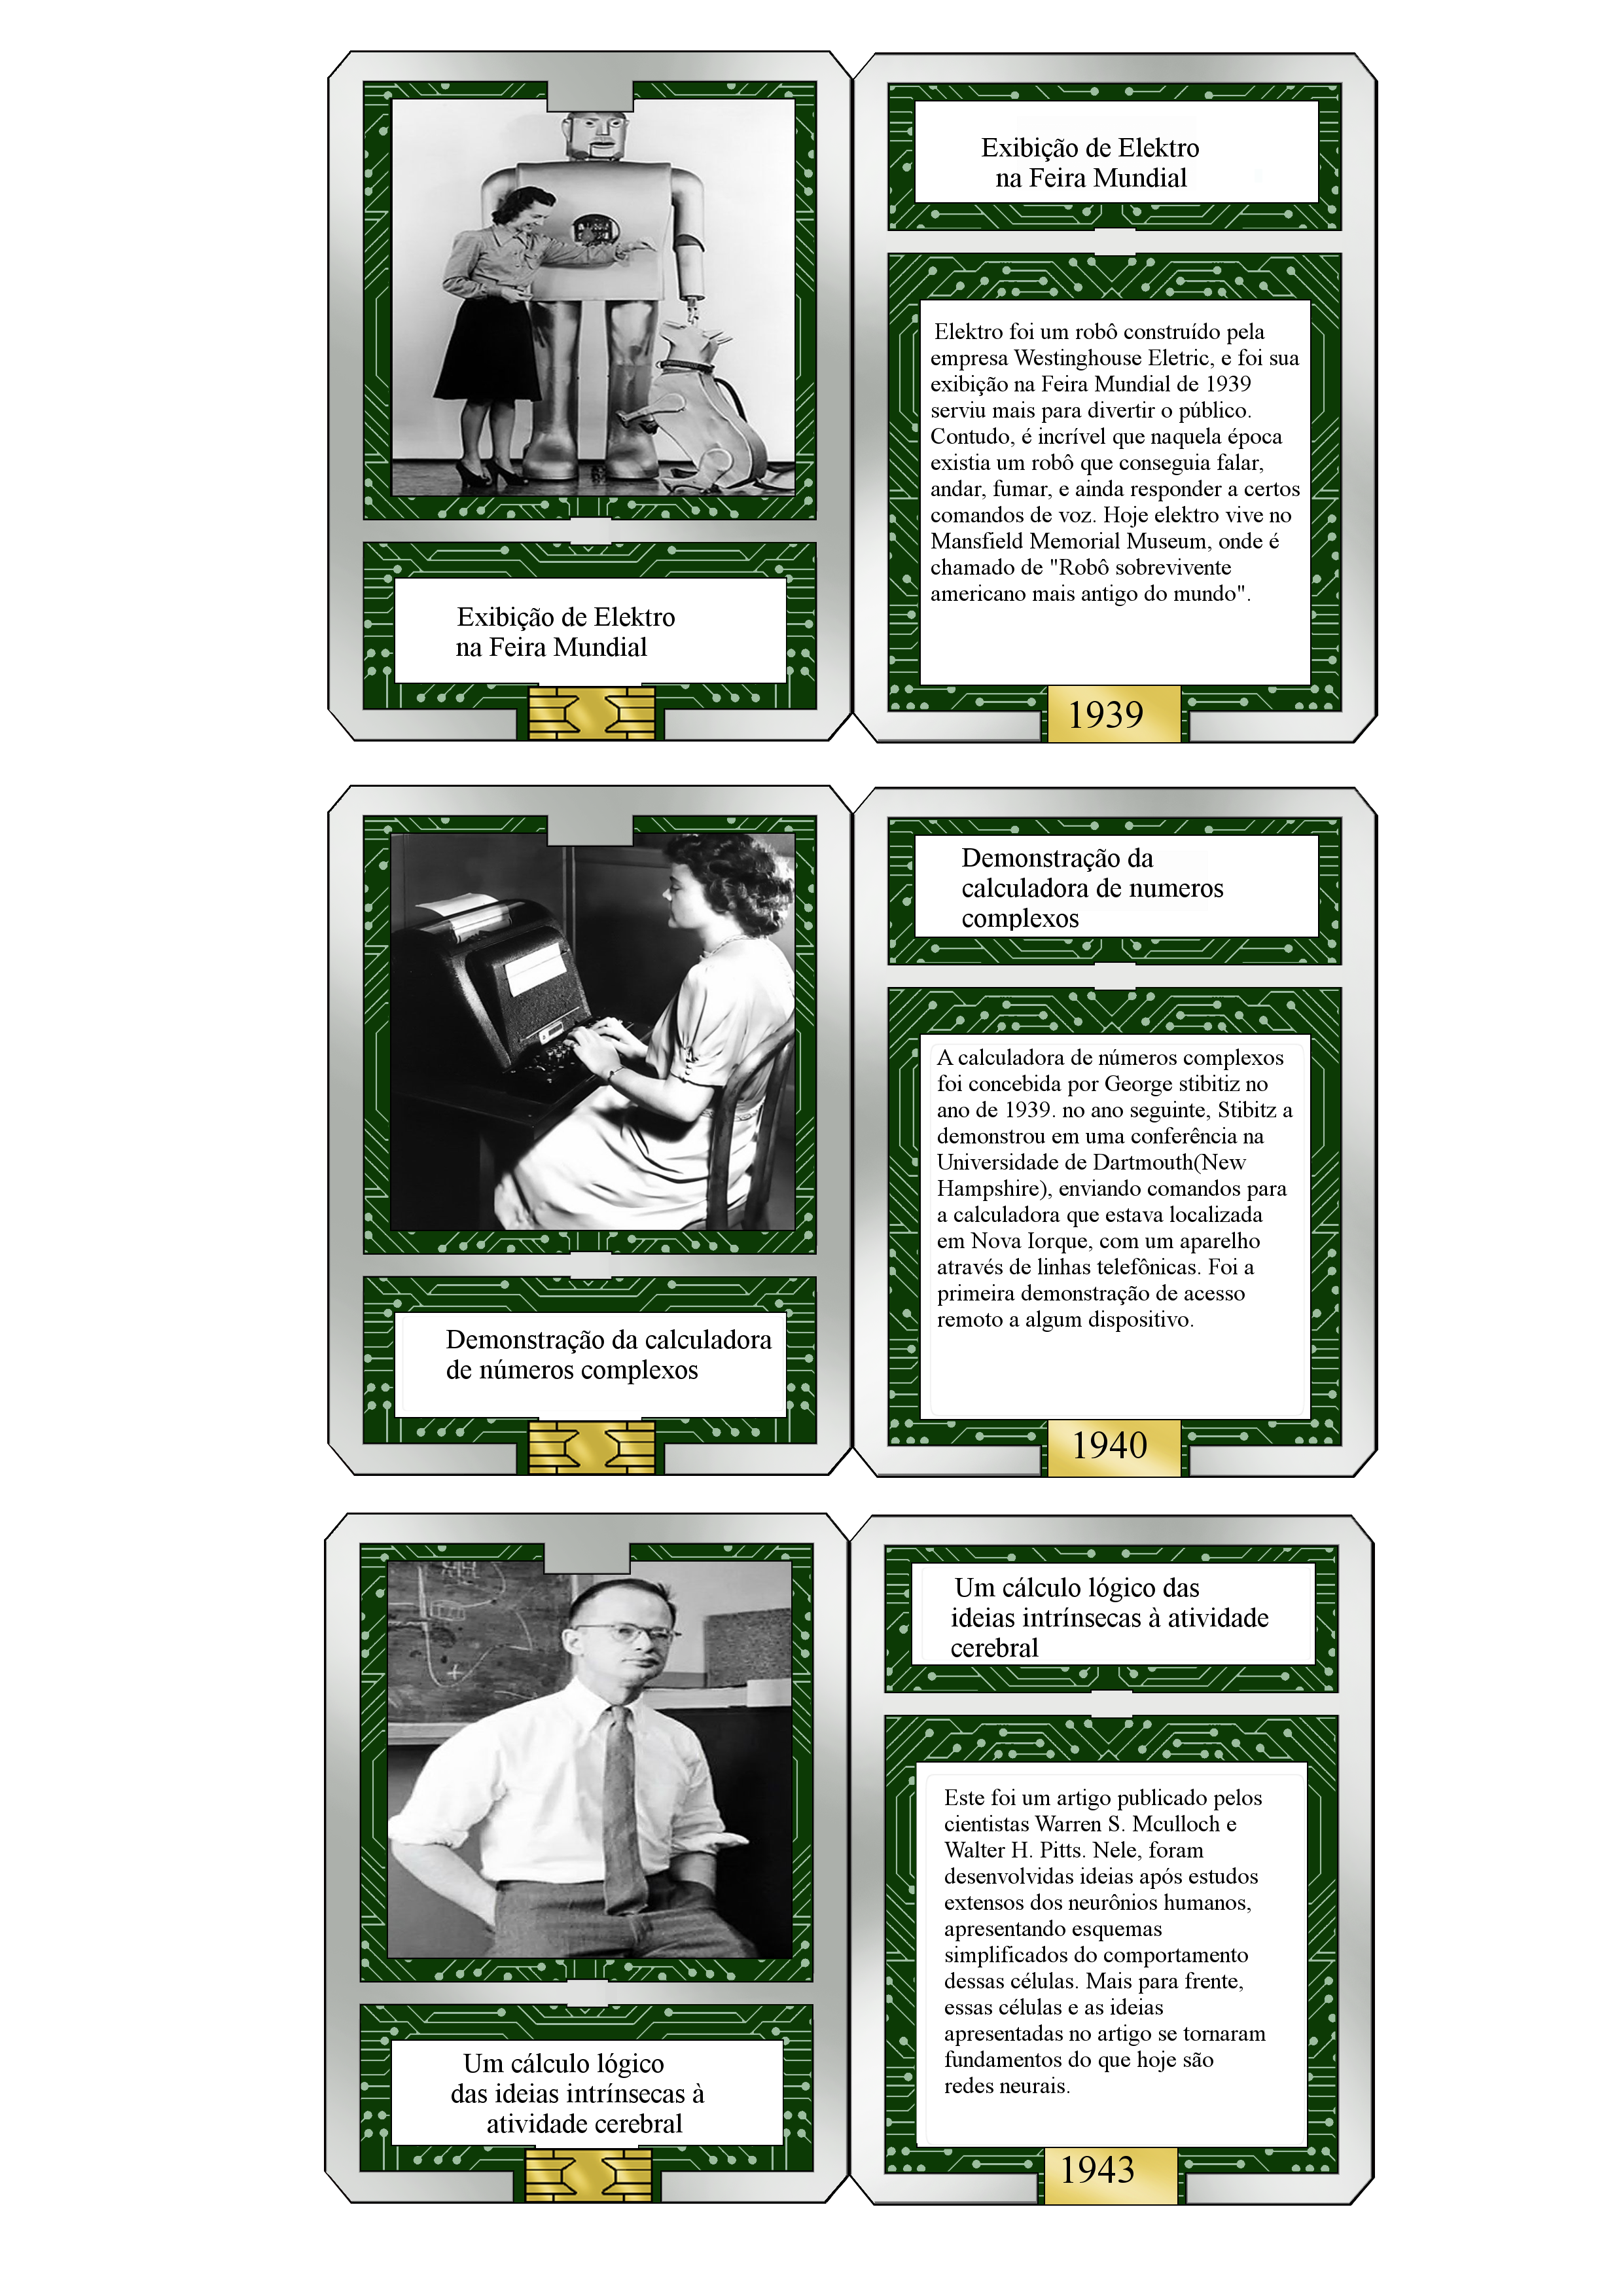 Exibição de Elektro
na Feira Mundial
Exibição de Elektro
na Feira Mundial
Elektro foi um robô construído pela
empresa Westinghouse Eletric, e foi sua
exibição na Feira Mundial de 1939
serviu mais para divertir o público.
Contudo, é incrível que naquela época
existia um robô que conseguia falar,
andar, fumar, e ainda responder a certos
comandos de voz. Hoje elektro vive no
Mansfield Memorial Museum, onde é
chamado de "Robô sobrevivente
americano mais antigo do mundo".
1939
Demonstração da calculadora
de números complexos
Demonstração da
calculadora de numeros
complexos
A calculadora de números complexos
foi concebida por George stibitiz no
ano de 1939. no ano seguinte, Stibitz a
demonstrou em uma conferência na
Universidade de Dartmouth(New
Hampshire), enviando comandos para
a calculadora que estava localizada
em Nova Iorque, com um aparelho
através de linhas telefônicas. Foi a
primeira demonstração de acesso
remoto a algum dispositivo.
1940
Um cálculo lógico
das ideias intrínsecas à
atividade cerebral
Um cálculo lógico das
ideias intrínsecas à atividade
cerebral
Este foi um artigo publicado pelos
cientistas Warren S. Mculloch e
Walter H. Pitts. Nele, foram
desenvolvidas ideias após estudos
extensos dos neurônios humanos,
apresentando esquemas
simplificados do comportamento
dessas células. Mais para frente,
essas células e as ideias
apresentadas no artigo se tornaram
fundamentos do que hoje são
redes neurais.
1943